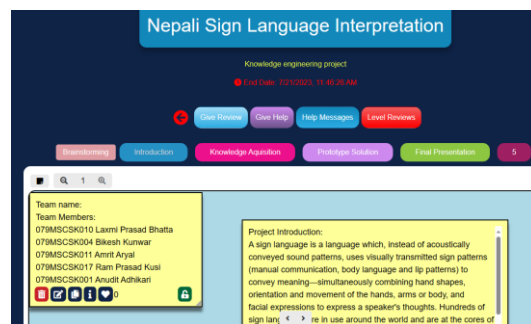 Nepali Sign Language Interpretation
Knowledge engineering project
End Date: 7/21/2023, 11:40:26 AM
Give Review Give Help Help Messages Level Reviews
Brainstorming Introduction Knowledge Aquisition Prototype Solution Final Presentation 5
1
Team name:
Team Members:
079MSCSK010 Laxmi Prasad Bhatta
079MSCSK004 Bikesh Kunwar
079MSCSK011 Amrit Aryal
079MSCSK017 Ram Prasad Kusi
079MSCSK001 Anudit Adhikari
0
Project Introduction:
A sign language is a language which, instead of acoustically
conveyed sound patterns, uses visually transmitted sign patterns
(manual communication, body language and lip patterns) to
convey meaning—simultaneously combining hand shapes,
orientation and movement of the hands, arms or body, and
facial expressions to express a speaker's thoughts. Hundreds of
sign re in use around the world and are at the cores of